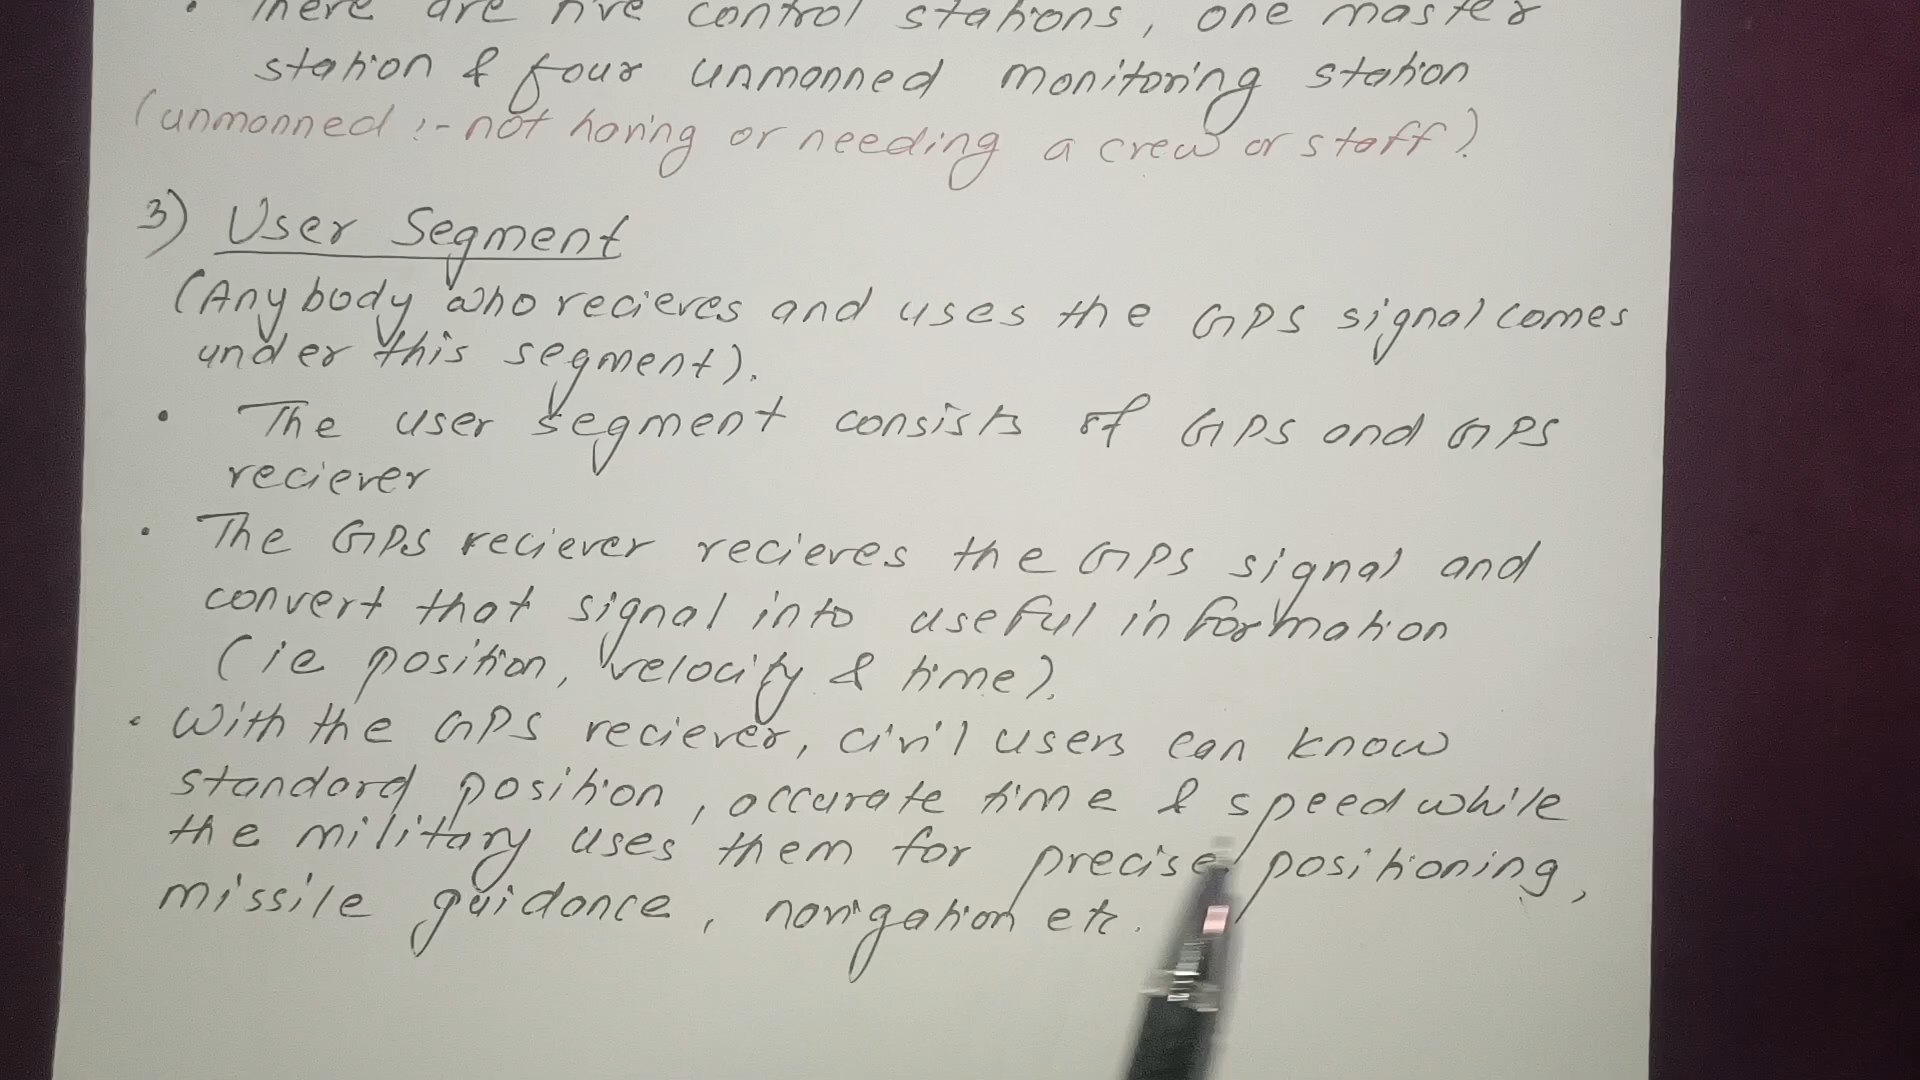 • There are five control stations, one master
station & four unmanned monitoring station
(unmanned :- not having or needing a crew or staff)
3) User Segment
(Anybody who recieves and uses the GPS signal comes
under this segment).
• The user segment consists of GPS and GPS
reciever
• The GPS reciever recieves the GPS signal and
convert that signal into useful information
(ie position, velocity & time).
• With the GPS reciever, civil users can know
standard position, accurate time & speed while
the military uses them for precise positioning,
missile guidance, navigation etc.